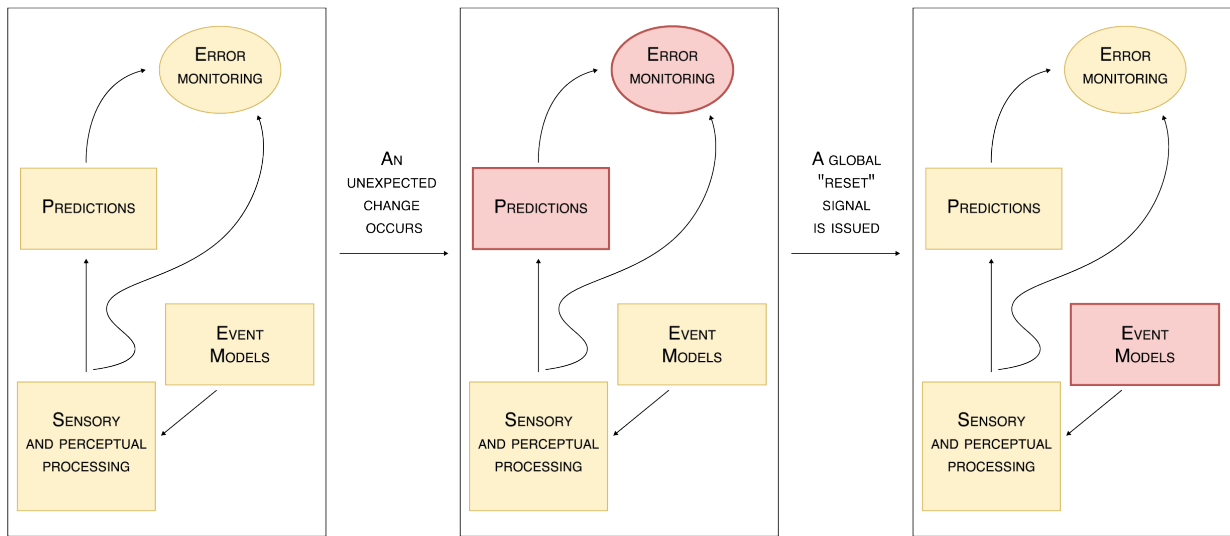 Error
monitoring
Predictions
Event
Models
Sensory
and perceptual
processing
An
unexpected
change
occurs
Error
monitoring
Predictions
Event
Models
Sensory
and perceptual
processing
A global
"reset"
signal
is issued
Error
monitoring
Predictions
Event
Models
Sensory
and perceptual
processing